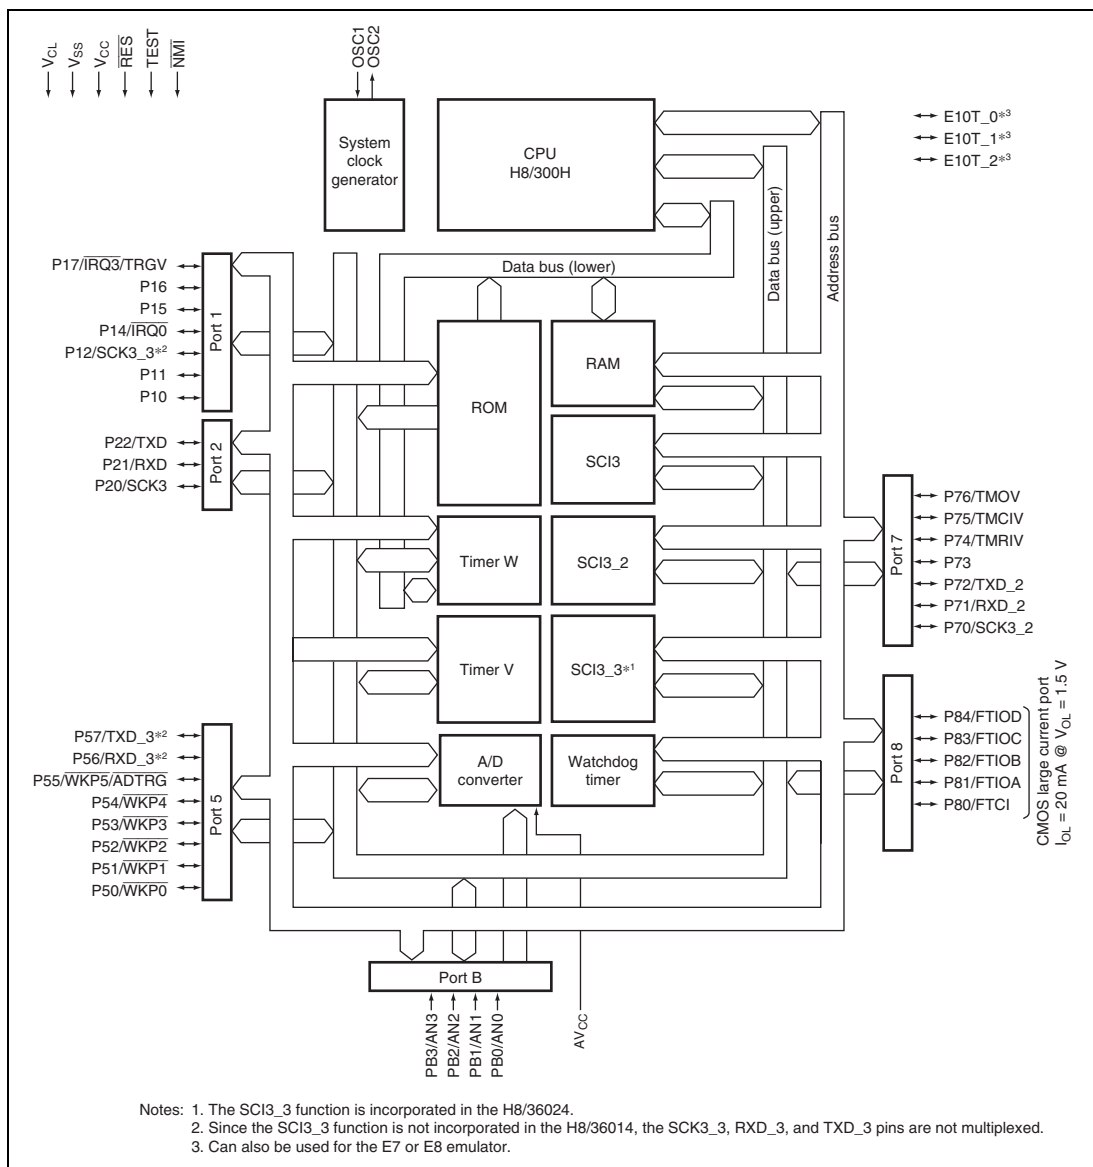 VCL
VSS
VCC
RES
TEST
NMI
OSC1
OSC2
System
clock
generator
CPU
H8/300H
E10T_0*3
E10T_1*3
E10T_2*3
Data bus (lower)
Data bus (upper)
Address bus
P17/IRQ3/TRGV
P16
P15
P14/IRQ0
P12/SCK3_3*2
P11
P10
Port 1
P22/TXD
P21/RXD
P20/SCK3
Port 2
ROM
RAM
SCI3
Timer W
SCI3_2
Timer V
SCI3_3*1
A/D
converter
Watchdog
timer
Port 7
P76/TMOV
P75/TMCIV
P74/TMRIV
P73
P72/TXD_2
P71/RXD_2
P70/SCK3_2
Port 8
P84/FTIOD
P83/FTIOC
P82/FTIOB
P81/FTIOA
P80/FTCI
CMOS large current port
IOL = 20 mA @ VOL = 1.5 V
P57/TXD_3*2
P56/RXD_3*2
P55/WKP5/ADTRG
P54/WKP4
P53/WKP3
P52/WKP2
P51/WKP1
P50/WKP0
Port 5
Port B
PB3/AN3
PB2/AN2
PB1/AN1
PB0/AN0
AVCC
Notes: 1. The SCI3_3 function is incorporated in the H8/36024.
2. Since the SCI3_3 function is not incorporated in the H8/36014, the SCK3_3, RXD_3, and TXD_3 pins are not multiplexed.
3. Can also be used for the E7 or E8 emulator.